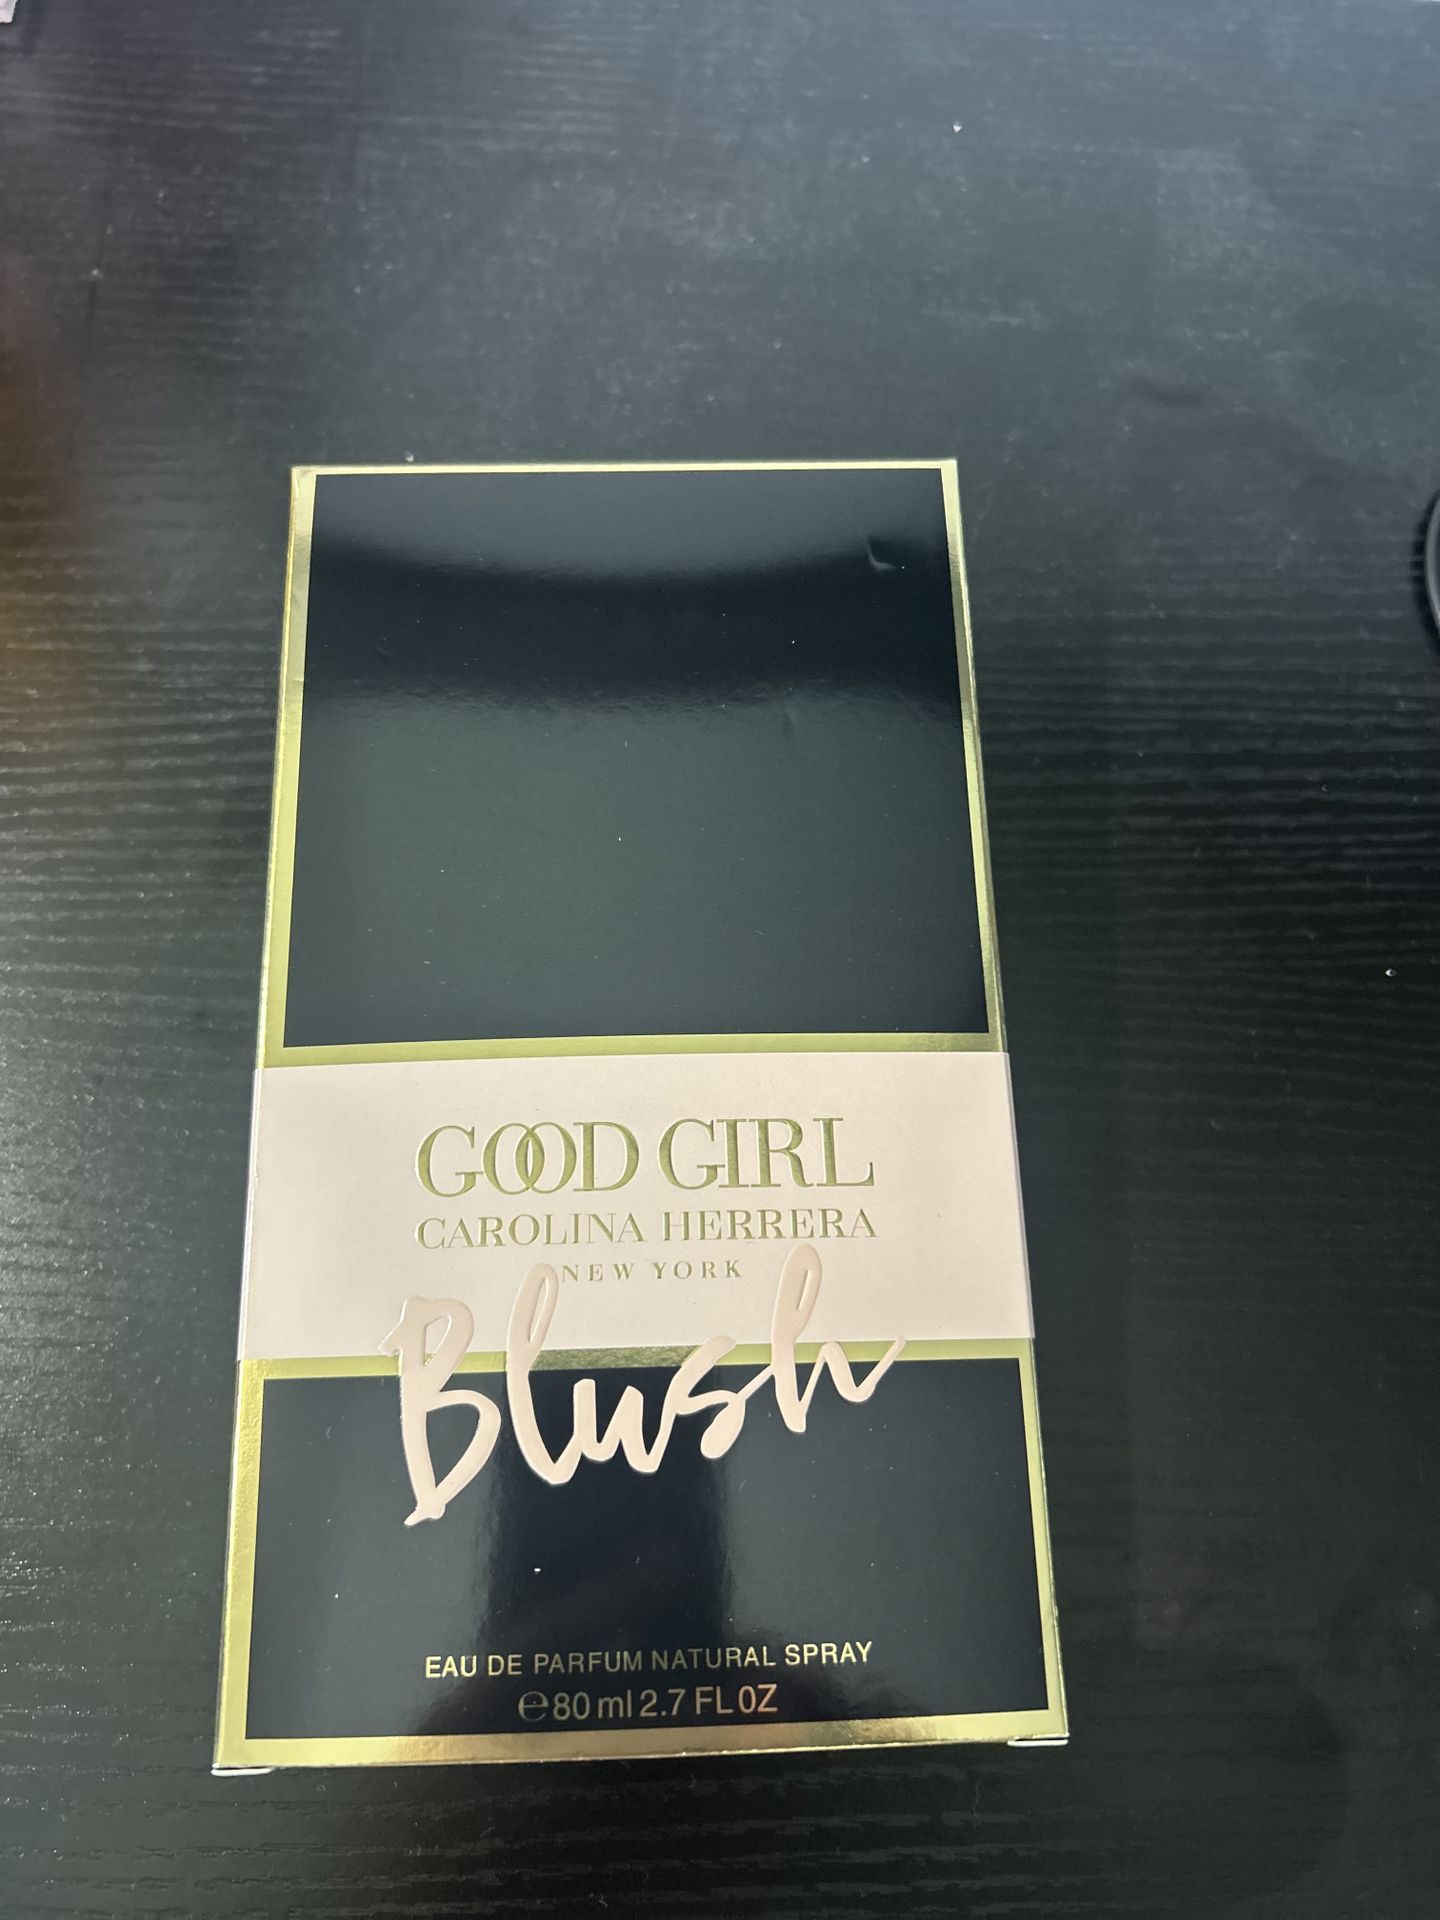 GOOD GIRL
CAROLINA HERRERA
NEW YORK
Blush
EAU DE PARFUM NATURAL SPRAY
℮80 ml 2.7 FL OZ